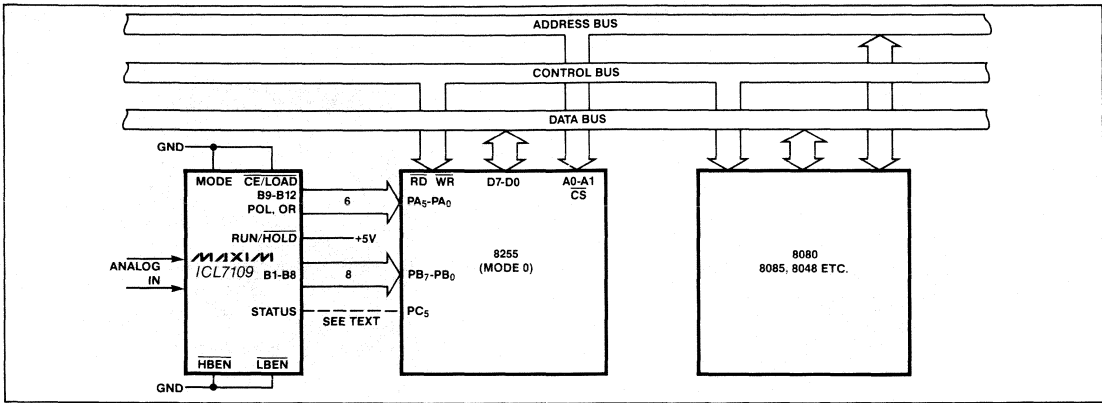 ADDRESS BUS
CONTROL BUS
DATA BUS
GND
MODE CE/LOAD
B9-B12
POL, OR
6
RUN/HOLD
+5V
MAXIM
ICL7109
ANALOG
IN
B1-B8
8
STATUS
SEE TEXT
HBEN LBEN
GND
RD WR D7-D0 A0-A1
CS
PA5-PA0
8255
(MODE 0)
PB7-PB0
PC5
8080
8085, 8048 ETC.